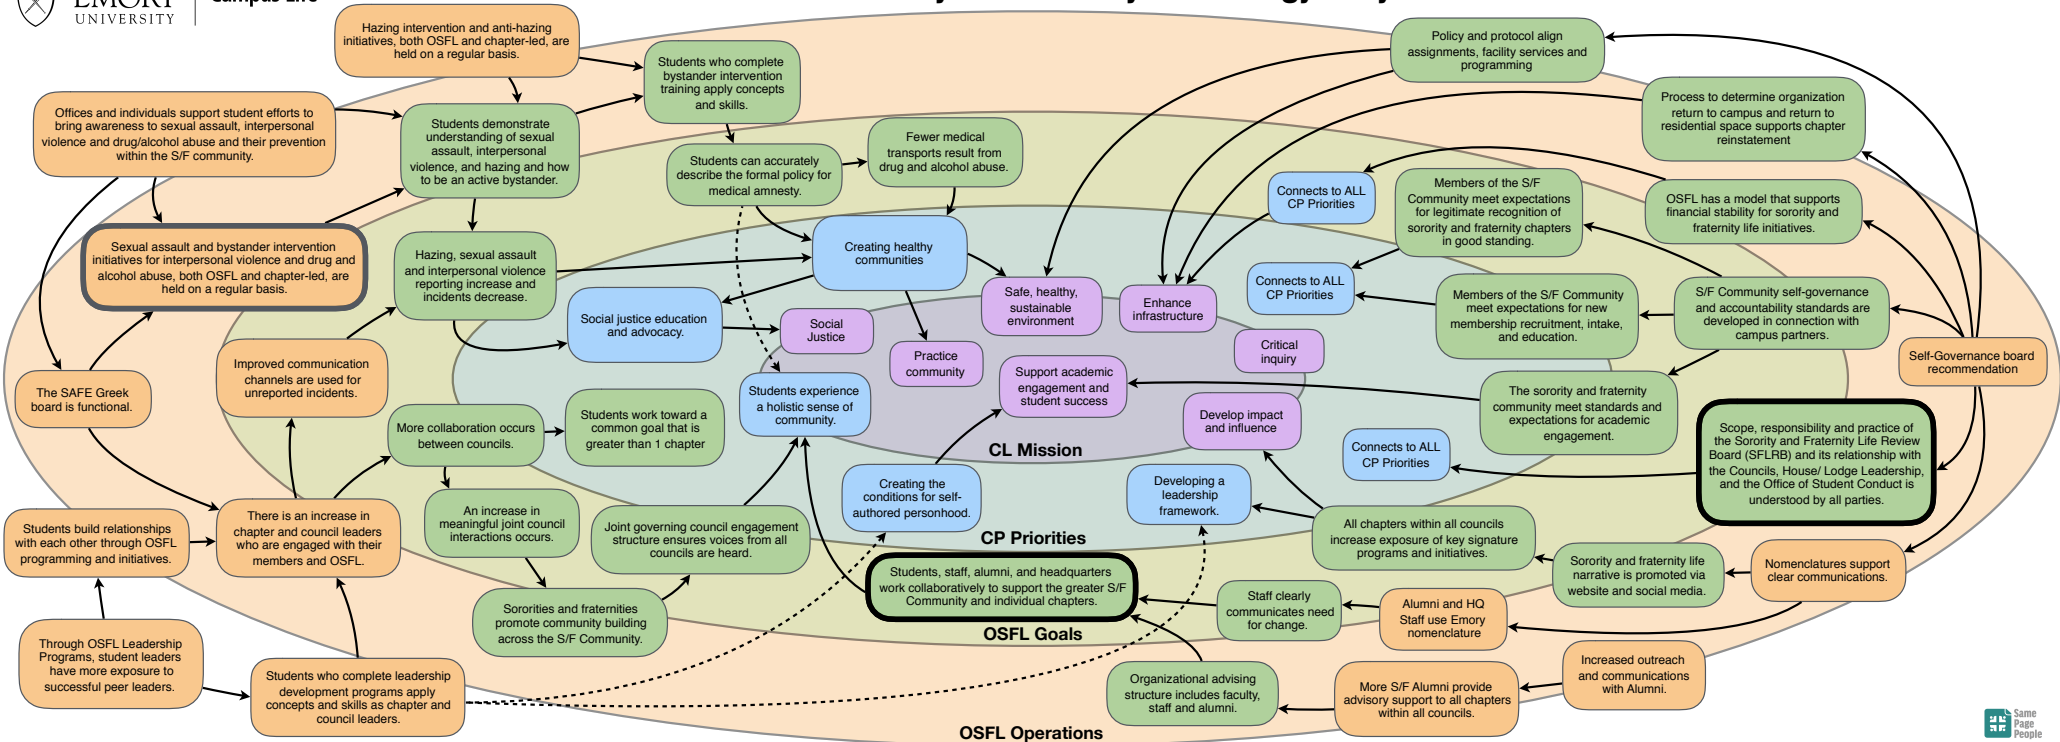 EMORY
UNIVERSITY
Campus Life
Hazing intervention and anti-hazing
initiatives, both OSFL and chapter-led, are
held on a regular basis.
Students who complete
bystander intervention
training apply concepts
and skills.
Policy and protocol align
assignments, facility services and
programming
Process to determine organization
return to campus and return to
residential space supports chapter
reinstatement
Offices and individuals support student efforts to
bring awareness to sexual assault, interpersonal
violence and drug/alcohol abuse and their prevention
within the S/F community.
Students demonstrate
understanding of sexual
assault, interpersonal
violence, and hazing and how
to be an active bystander.
Students can accurately
describe the formal policy for
medical amnesty.
Fewer medical
transports result from
drug and alcohol abuse.
Connects to ALL
CP Priorities
Members of the S/F
Community meet expectations
for legitimate recognition of
sorority and fraternity chapters
in good standing.
OSFL has a model that supports
financial stability for sorority and
fraternity life initiatives.
Sexual assault and bystander intervention
initiatives for interpersonal violence and drug and
alcohol abuse, both OSFL and chapter-led, are
held on a regular basis.
Hazing, sexual assault
and interpersonal violence
reporting increase and
incidents decrease.
Creating healthy
communities
Social justice education
and advocacy.
Social
Justice
Practice
community
Safe, healthy,
sustainable
environment
Enhance
infrastructure
Critical
inquiry
Connects to ALL
CP Priorities
Members of the S/F Community
meet expectations for new
membership recruitment, intake,
and education.
S/F Community self-governance
and accountability standards are
developed in connection with
campus partners.
Self-Governance board
recommendation
The SAFE Greek
board is functional.
Improved communication
channels are used for
unreported incidents.
More collaboration occurs
between councils.
Students work toward a
common goal that is
greater than 1 chapter
Students experience
a holistic sense of
community.
Support academic
engagement and
student success
Develop impact
and influence
The sorority and fraternity
community meet standards and
expectations for academic
engagement.
Connects to ALL
CP Priorities
Scope, responsibility and practice of
the Sorority and Fraternity Life Review
Board (SFLRB) and its relationship with
the Councils, House/ Lodge Leadership,
and the Office of Student Conduct is
understood by all parties.
CL Mission
Students build relationships
with each other through OSFL
programming and initiatives.
There is an increase in
chapter and council leaders
who are engaged with their
members and OSFL.
An increase in
meaningful joint council
interactions occurs.
Joint governing council engagement
structure ensures voices from all
councils are heard.
Creating the
conditions for self-
authored personhood.
Developing a
leadership
framework.
All chapters within all councils
increase exposure of key signature
programs and initiatives.
CP Priorities
Sorority and fraternity life
narrative is promoted via
website and social media.
Nomenclatures support
clear communications.
Students, staff, alumni, and headquarters
work collaboratively to support the greater S/F
Community and individual chapters.
Sororities and fraternities
promote community building
across the S/F Community.
Staff clearly
communicates need
for change.
Alumni and HQ
Staff use Emory
nomenclature
OSFL Goals
Through OSFL Leadership
Programs, student leaders
have more exposure to
successful peer leaders.
Students who complete leadership
development programs apply
concepts and skills as chapter and
council leaders.
Organizational advising
structure includes faculty,
staff and alumni.
More S/F Alumni provide
advisory support to all chapters
within all councils.
Increased outreach
and communications
with Alumni.
OSFL Operations
Same
Page
People